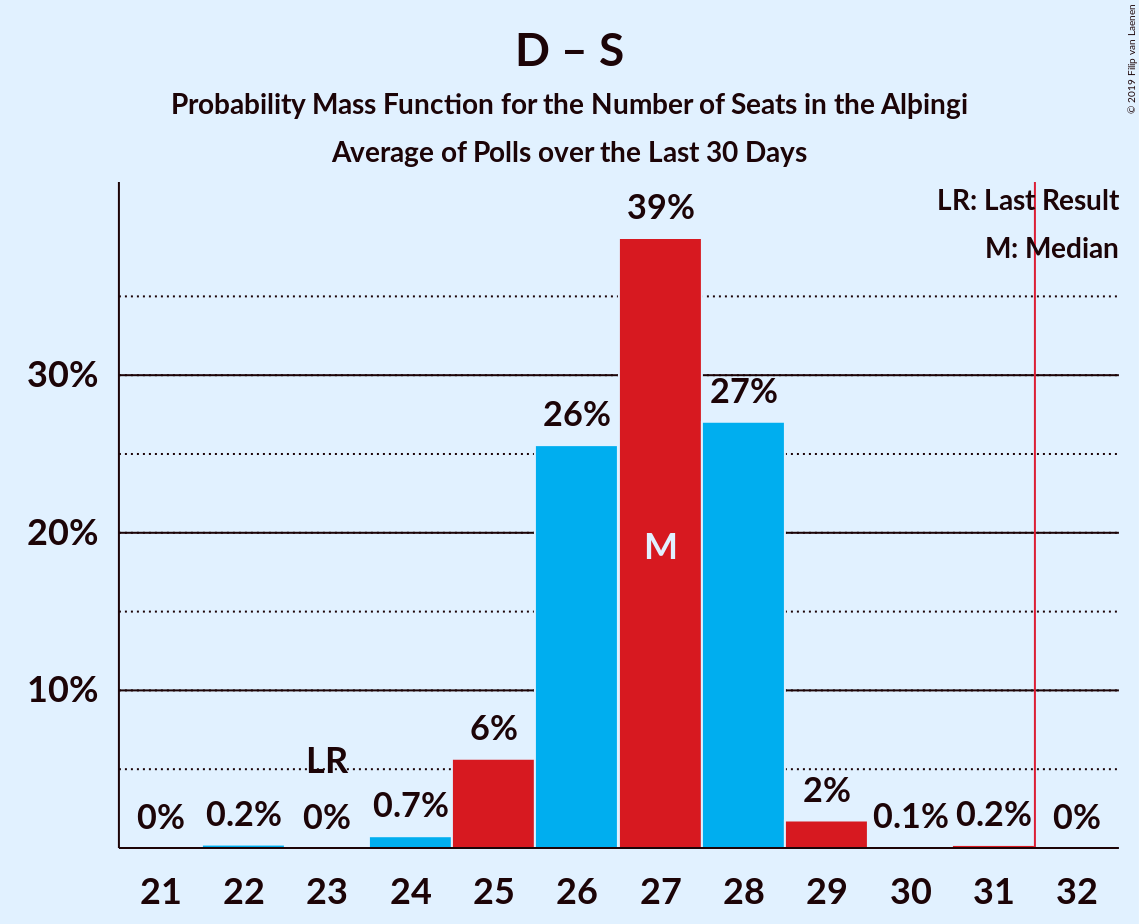 D – S
Probability Mass Function for the Number of Seats in the Alþingi
Average of Polls over the Last 30 Days
© 2019 Filip van Laenen
LR: Last Result
M: Median
39%
30%
27%
26%
20%
M
10%
6%
LR
0% 0.2% 0% 0.7% 2% 0.1% 0.2% 0%
21 22 23 24 25 26 27 28 29 30 31 32